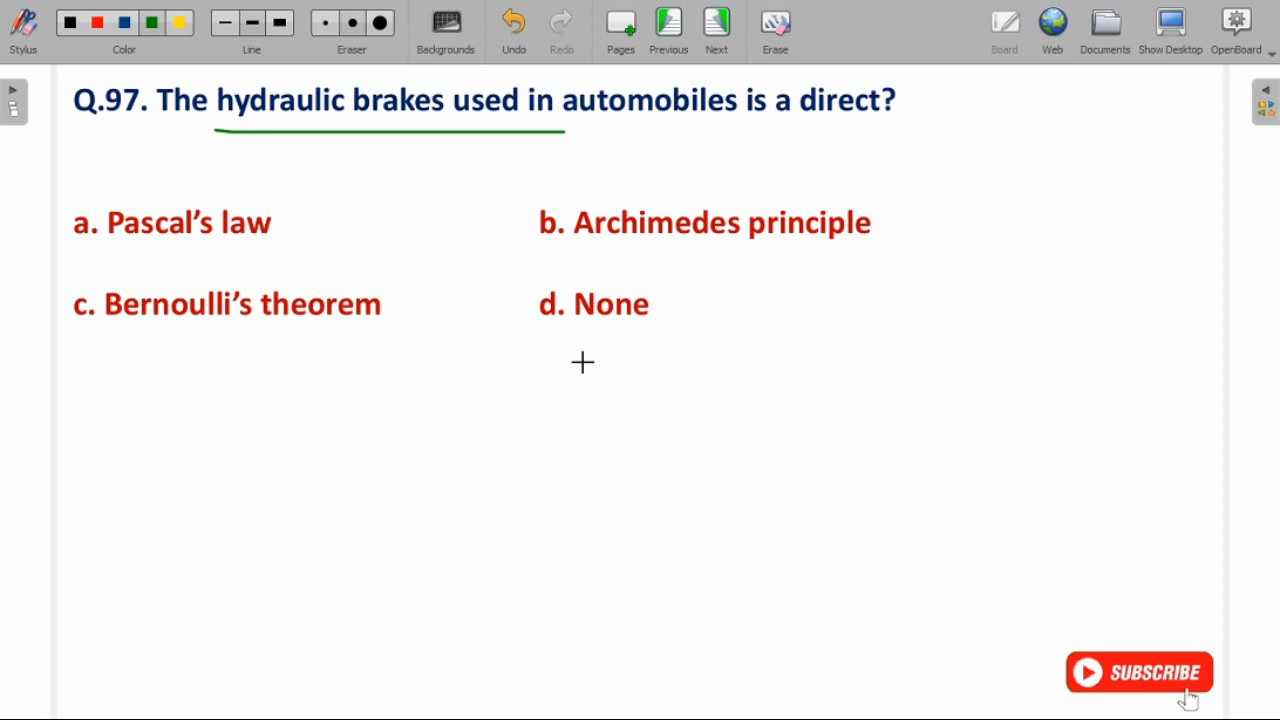 Stylus Color Line Eraser Backgrounds Undo Redo Pages Previous Next Erase Board Web Documents Show Desktop OpenBoard
Q.97. The hydraulic brakes used in automobiles is a direct?
a. Pascal’s law
b. Archimedes principle
c. Bernoulli’s theorem
d. None
SUBSCRIBE